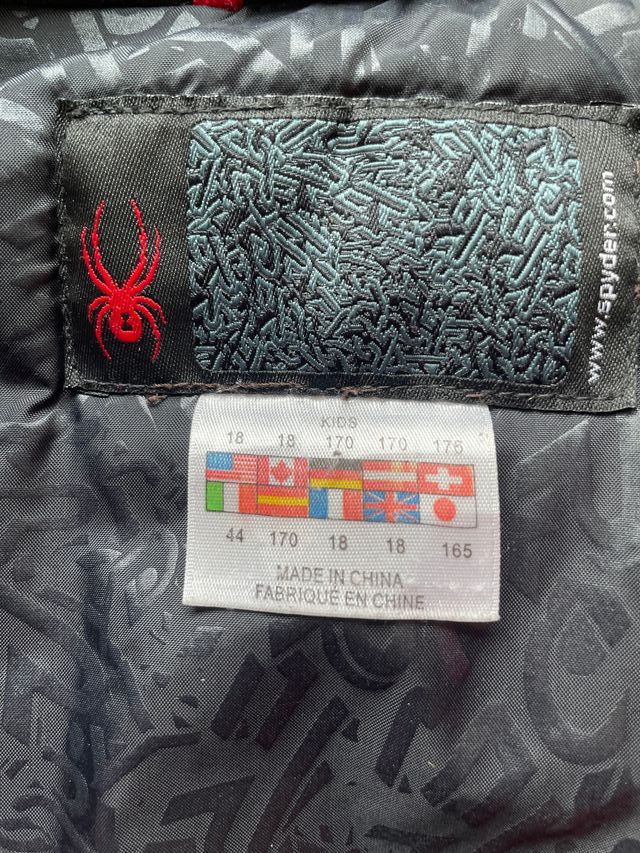 www.spyder.com
KIDS
18 18 170 170 175
44 170 18 18 165
MADE IN CHINA
FABRIQUE EN CHINE